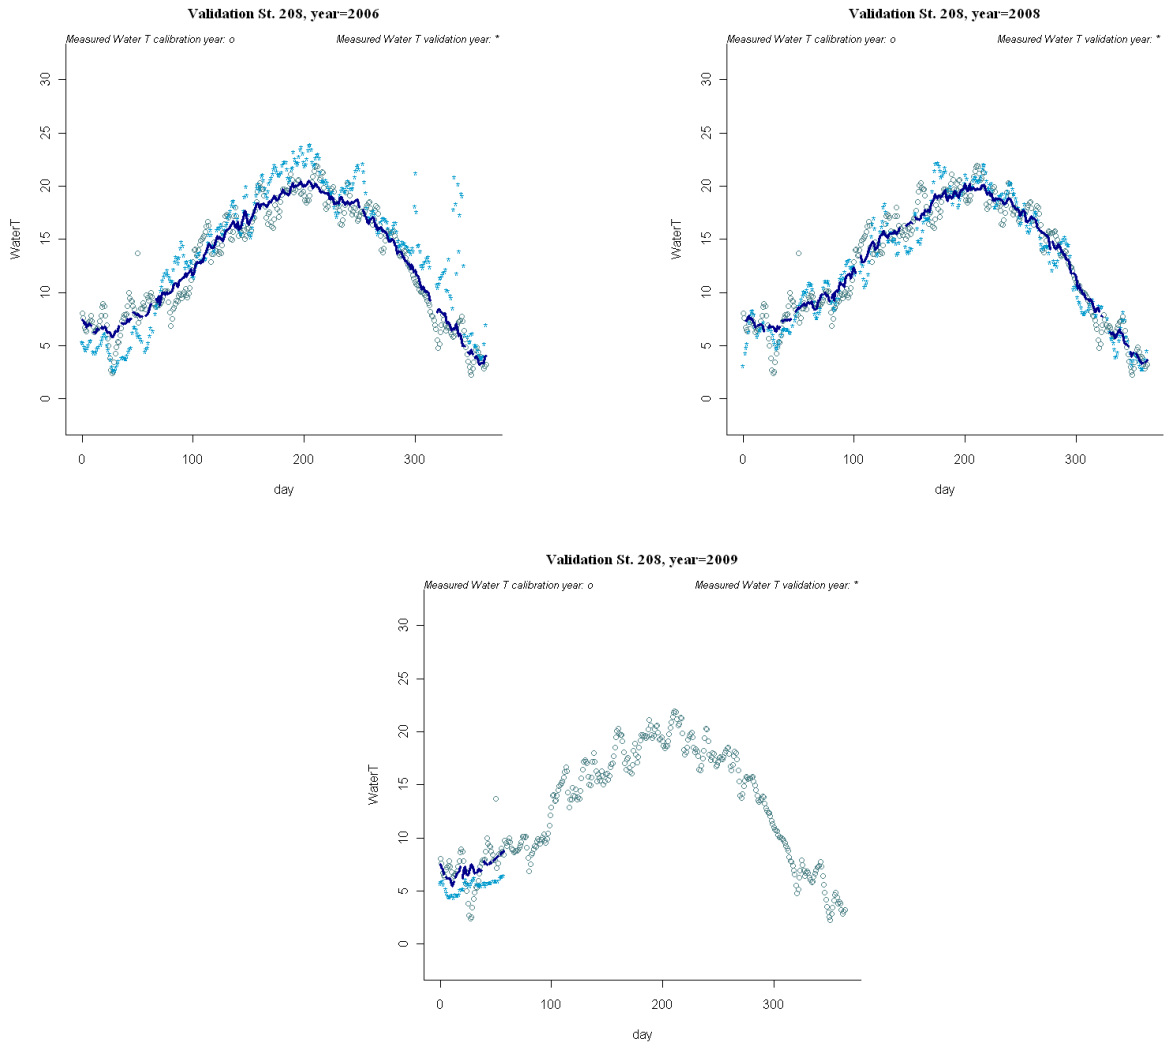 Validation St. 208, year=2006
Measured Water T calibration year: o Measured Water T validation year: *
WaterT
30
25
20
15
10
5
0
0 100 200 300
day
Validation St. 208, year=2008
Measured Water T calibration year: o Measured Water T validation year: *
WaterT
30
25
20
15
10
5
0
0 100 200 300
day
Validation St. 208, year=2009
Measured Water T calibration year: o Measured Water T validation year: *
WaterT
30
25
20
15
10
5
0
0 100 200 300
day